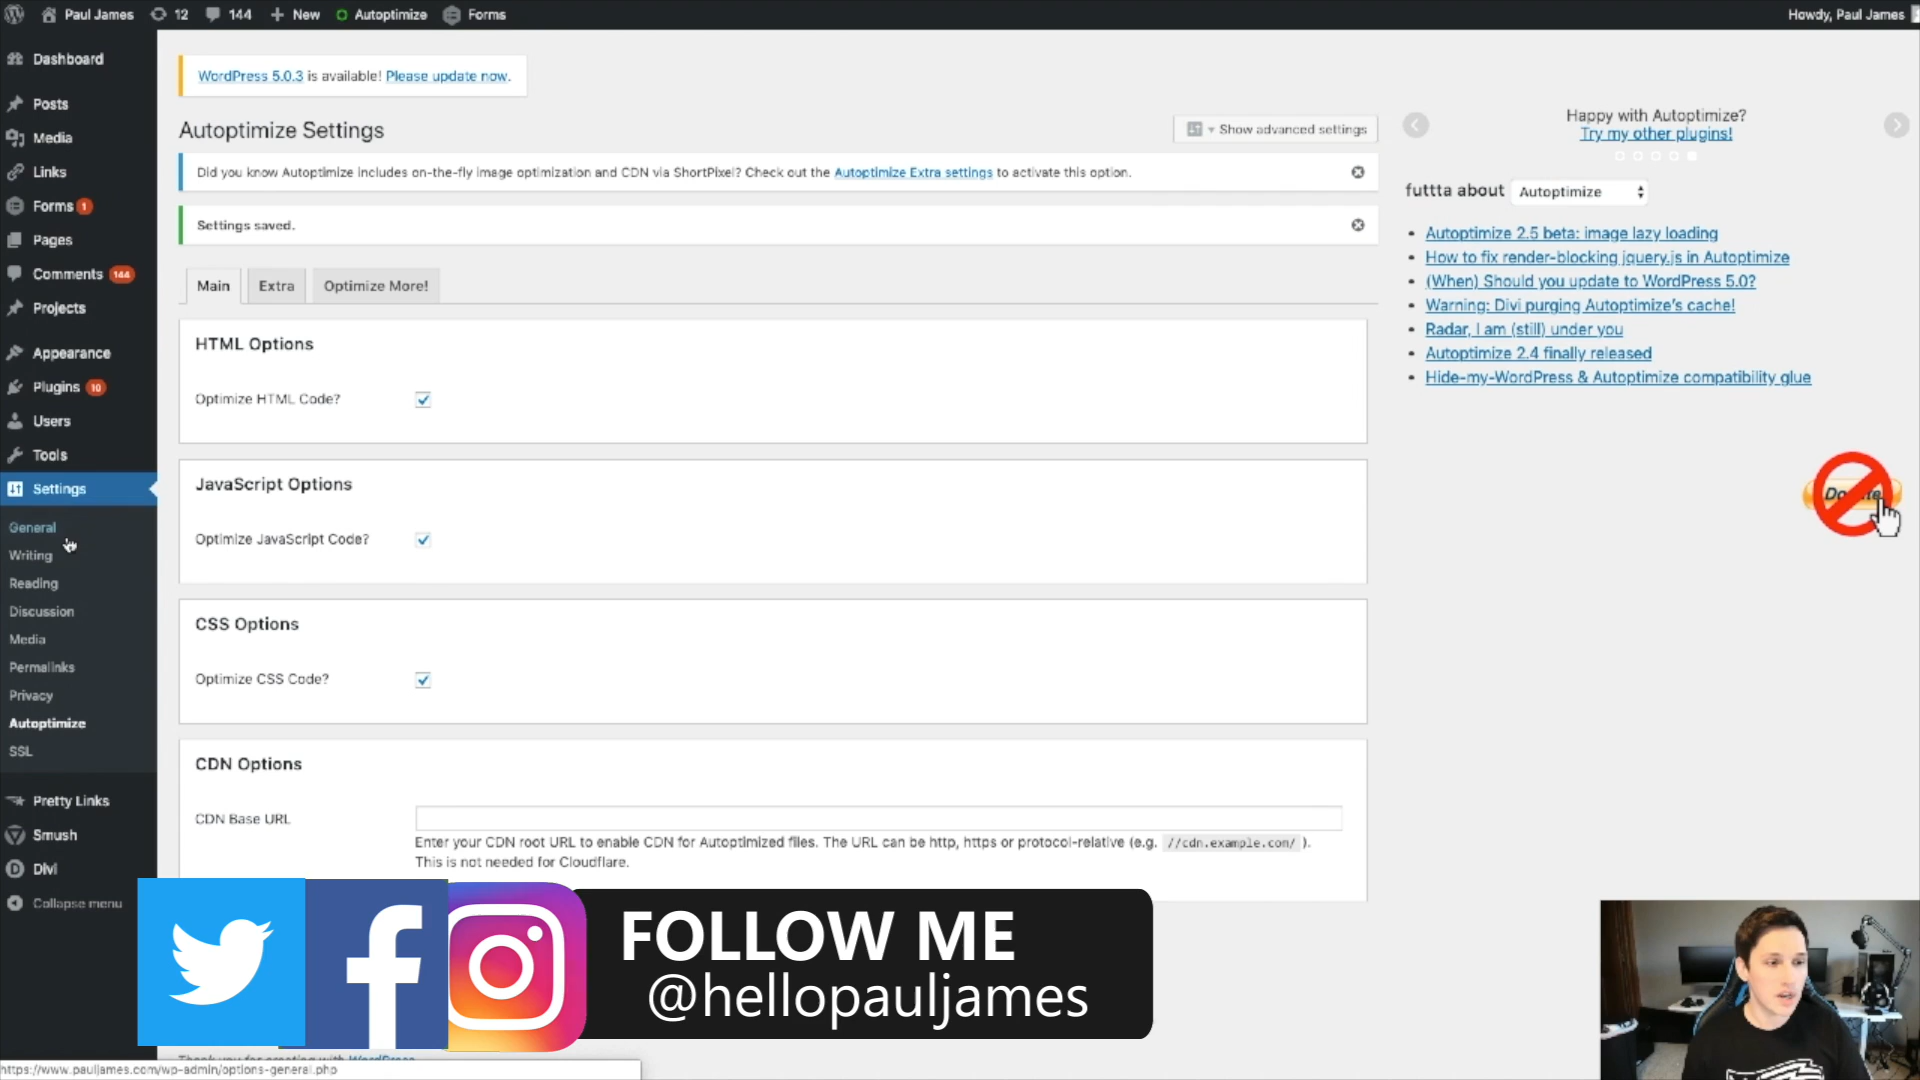 Paul James 12 144 New Autoptimize Forms Howdy, Paul James
Dashboard
Posts
Media
Links
Forms 1
Pages
Comments 144
Projects
Appearance
Plugins 10
Users
Tools
Settings
General
Writing
Reading
Discussion
Media
Permalinks
Privacy
Autoptimize
SSL
Pretty Links
Smush
Divi
Collapse menu
WordPress 5.0.3 is available! Please update now.
Autoptimize Settings
Show advanced settings
Did you know Autoptimize includes on-the-fly image optimization and CDN via ShortPixel? Check out the Autoptimize Extra settings to activate this option.
Settings saved.
Main Extra Optimize More!
HTML Options
Optimize HTML Code?
JavaScript Options
Optimize JavaScript Code?
CSS Options
Optimize CSS Code?
CDN Options
CDN Base URL
Enter your CDN root URL to enable CDN for Autoptimized files. The URL can be http, https or protocol-relative (e.g. //cdn.example.com/ ).
This is not needed for Cloudflare.
Happy with Autoptimize?
Try my other plugins!
futtta about Autoptimize
Autoptimize 2.5 beta: image lazy loading
How to fix render-blocking jquery.js in Autoptimize
(When) Should you update to WordPress 5.0?
Warning: Divi purging Autoptimize's cache!
Radar, I am (still) under you
Autoptimize 2.4 finally released
Hide-my-WordPress & Autoptimize compatibility glue
Donate
FOLLOW ME
@hellopauljames
Thank you for creating with WordPress
https://www.pauljames.com/wp-admin/options-general.php